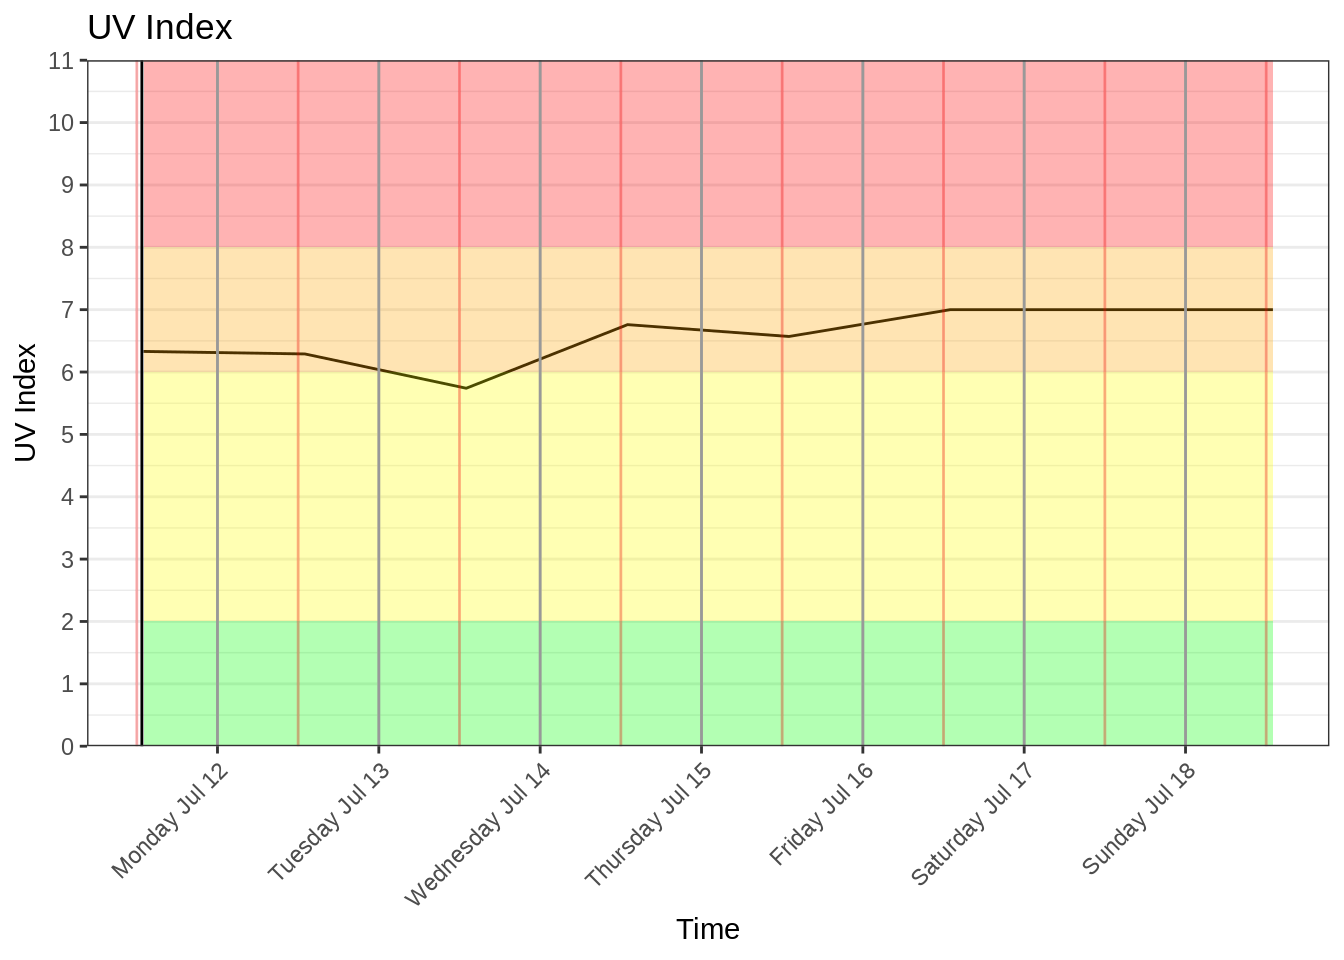 UV Index
11
10
9
8
7
6
5
4
3
2
1
0
UV Index
Monday Jul 12
Tuesday Jul 13
Wednesday Jul 14
Thursday Jul 15
Friday Jul 16
Saturday Jul 17
Sunday Jul 18
Time